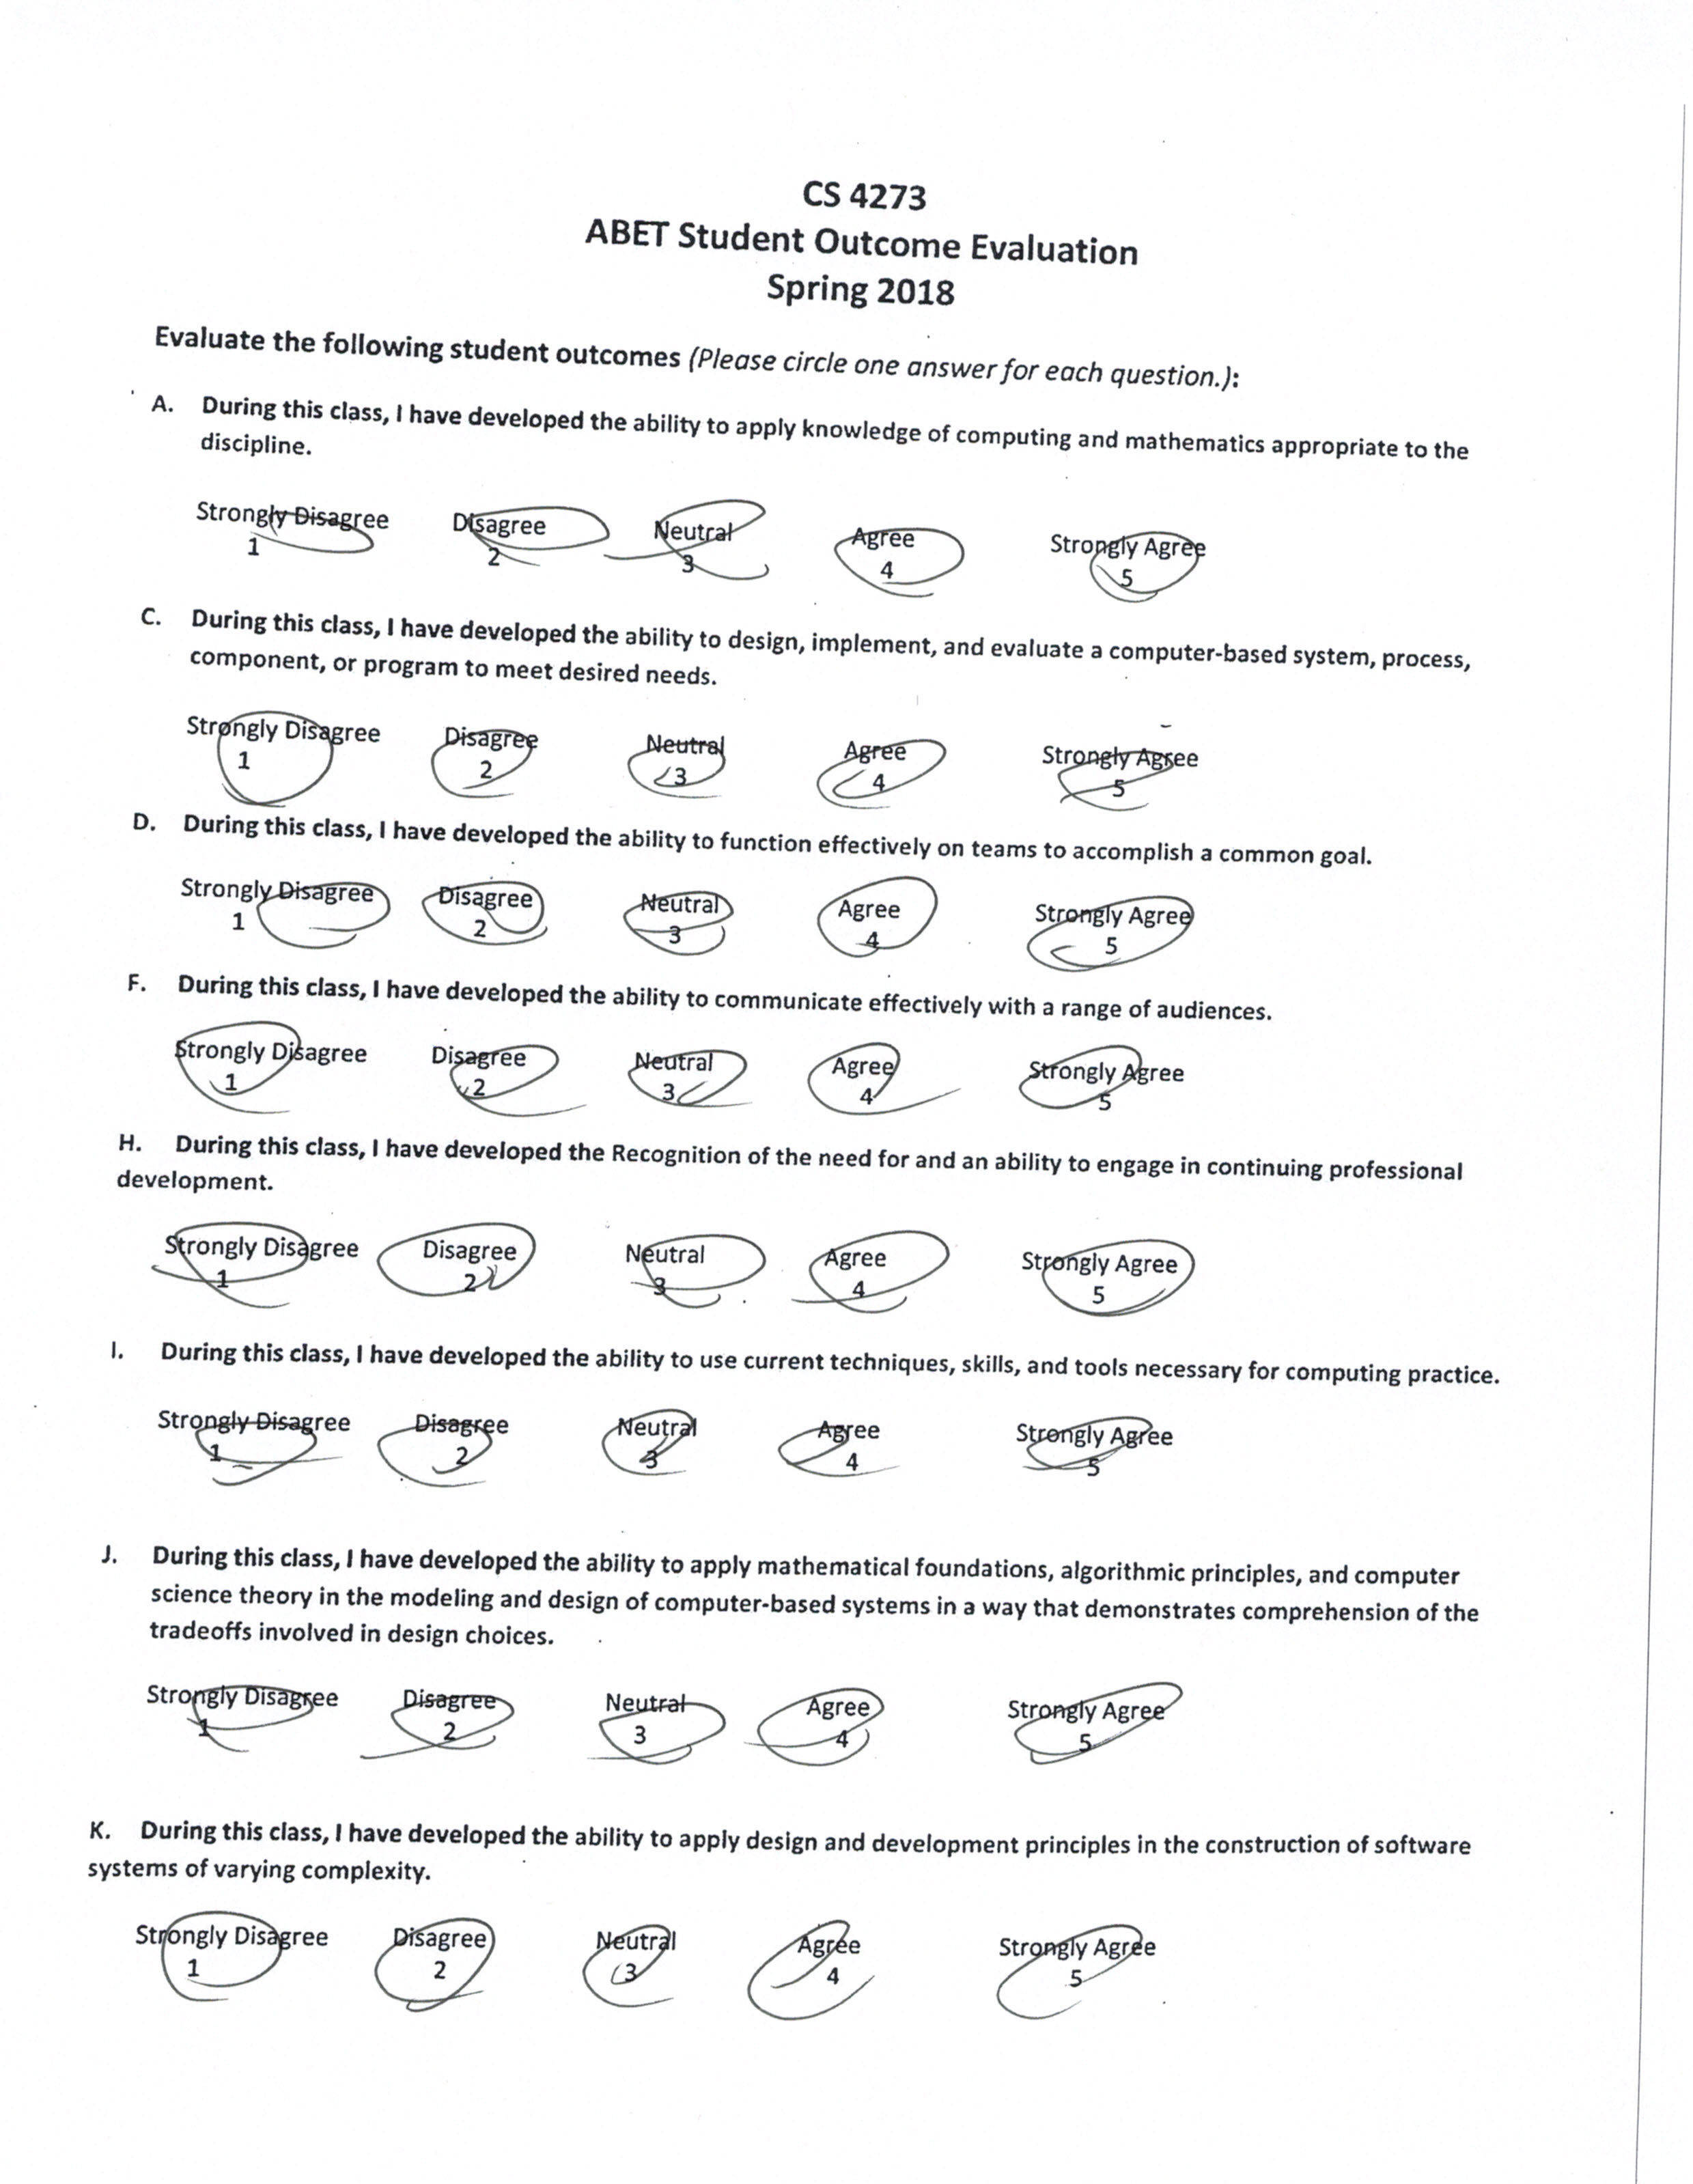 CS 4273
ABET Student Outcome Evaluation
Spring 2018
Evaluate the following student outcomes (Please circle one answer for each question.):
A. During this class, I have developed the ability to apply knowledge of computing and mathematics appropriate to the
discipline.
Strongly Disagree Disagree Neutral Agree Strongly Agree
1 2 3 4 5
C. During this class, I have developed the ability to design, implement, and evaluate a computer-based system, process,
component, or program to meet desired needs.
Strongly Disagree Disagree Neutral Agree Strongly Agree
1 2 3 4 5
D. During this class, I have developed the ability to function effectively on teams to accomplish a common goal.
Strongly Disagree Disagree Neutral Agree Strongly Agree
1 2 3 4 5
F. During this class, I have developed the ability to communicate effectively with a range of audiences.
Strongly Disagree Disagree Neutral Agree Strongly Agree
1 2 3 4 5
H. During this class, I have developed the Recognition of the need for and an ability to engage in continuing professional
development.
Strongly Disagree Disagree Neutral Agree Strongly Agree
1 2 3 4 5
I. During this class, I have developed the ability to use current techniques, skills, and tools necessary for computing practice.
Strongly Disagree Disagree Neutral Agree Strongly Agree
1 2 3 4 5
J. During this class, I have developed the ability to apply mathematical foundations, algorithmic principles, and computer
science theory in the modeling and design of computer-based systems in a way that demonstrates comprehension of the
tradeoffs involved in design choices.
Strongly Disagree Disagree Neutral Agree Strongly Agree
1 2 3 4 5
K. During this class, I have developed the ability to apply design and development principles in the construction of software
systems of varying complexity.
Strongly Disagree Disagree Neutral Agree Strongly Agree
1 2 3 4 5